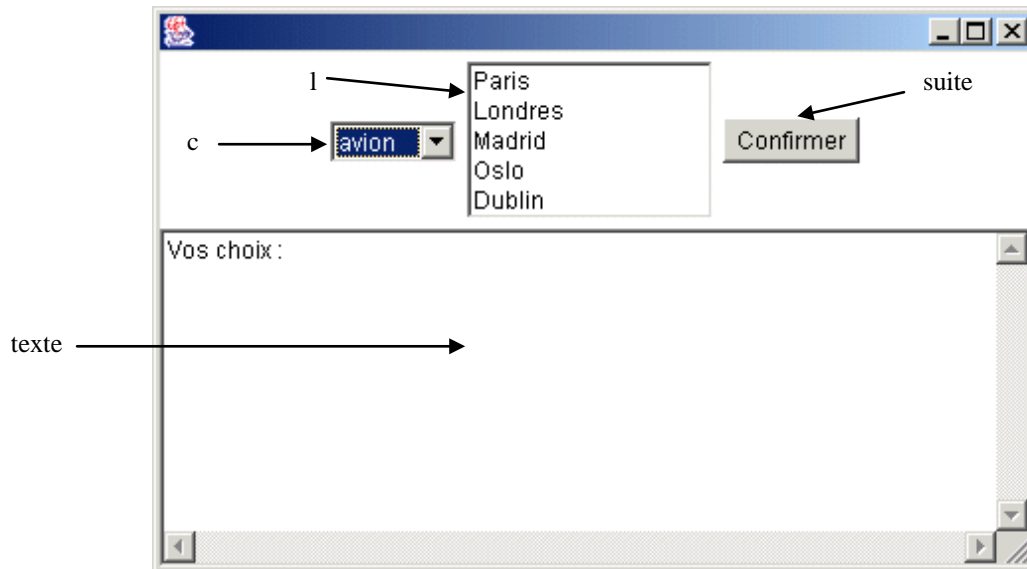 l
Paris
suite
Londres
c
avion
Madrid
Confirmer
Oslo
Dublin
Vos choix :
texte